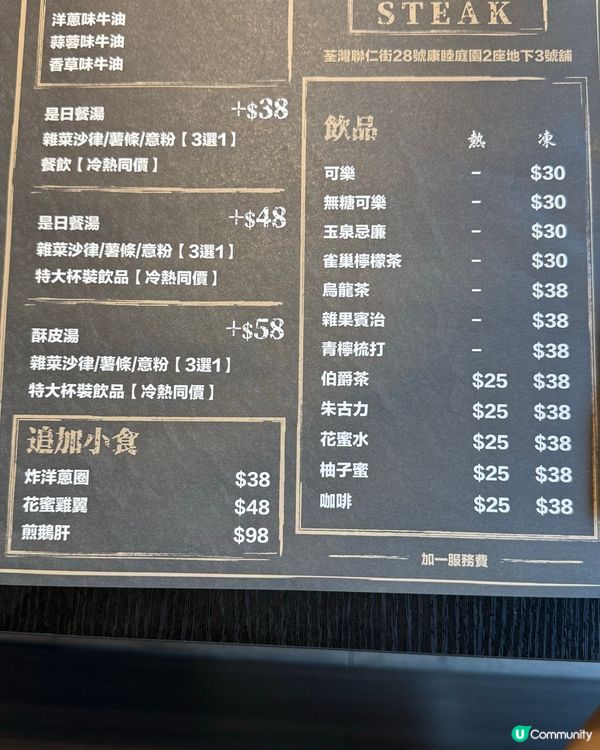 洋蔥味牛油
蒜蓉味牛油
香草味牛油
是日餐湯 +$38
雜菜沙律/薯條/意粉【3選1】
餐飲【冷熱同價】
是日餐湯 +$48
雜菜沙律/薯條/意粉【3選1】
特大杯裝飲品【冷熱同價】
酥皮湯 +$58
雜菜沙律/薯條/意粉【3選1】
特大杯裝飲品【冷熱同價】
追加小食
炸洋蔥圈 $38
花蜜雞翼 $48
煎鵝肝 $98
STEAK
荃灣聯仁街28號康睦庭園2座地下3號舖
飲品 熱 凍
可樂 - $30
無糖可樂 - $30
玉泉忌廉 - $30
雀巢檸檬茶 - $30
烏龍茶 - $38
雜果賓治 - $38
青檸梳打 - $38
伯爵茶 $25 $38
朱古力 $25 $38
花蜜水 $25 $38
柚子蜜 $25 $38
咖啡 $25 $38
加一服務費
U Community